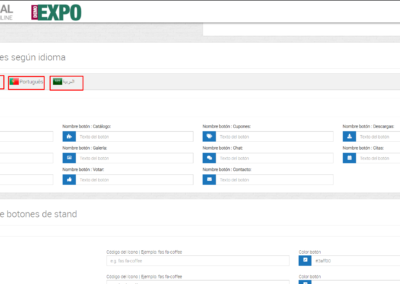 AL
LINE
EXPO
es según idioma
Português
العربية
Nombre botón : Catálogo:
Nombre botón : Cupones:
Nombre botón : Descargas:
Texto del botón
Texto del botón
Texto del botón
Nombre botón : Galería:
Nombre botón : Chat:
Nombre botón : Citas:
Texto del botón
Texto del botón
Texto del botón
Nombre botón : Votar:
Nombre botón : Contacto:
Texto del botón
Texto del botón
e botones de stand
Código del Icono | Ejemplo: fas fa-coffee
Color botón
e.g. fas fa-coffee
Código del Icono | Ejemplo: fas fa-coffee
Color botón